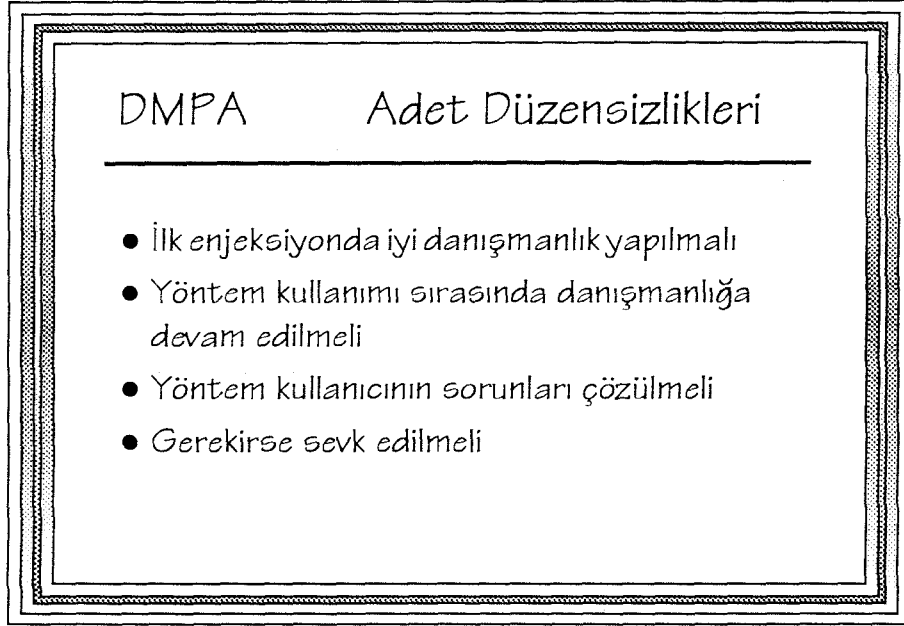 DMPA Adet Düzensizlikleri
● İlk enjeksiyonda iyi danışmanlık yapılmalı
● Yöntem kullanımı sırasında danışmanlığa
devam edilmeli
● Yöntem kullanıcının sorunları çözülmeli
● Gerekirse sevk edilmeli